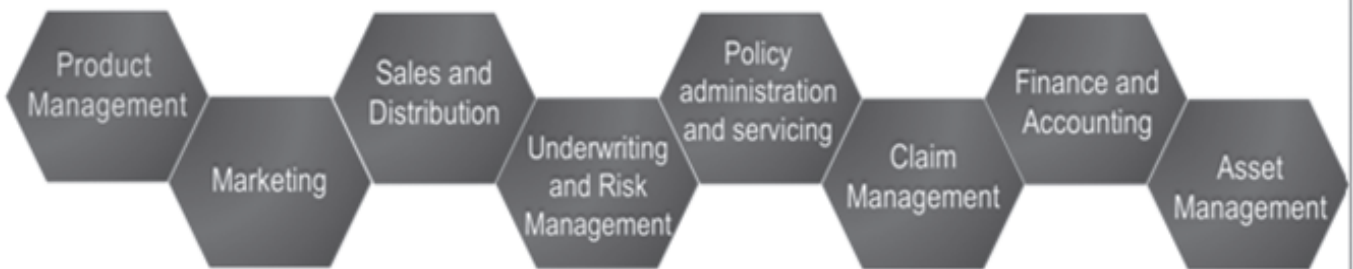 Product
Management
Marketing
Sales and
Distribution
Underwriting
and Risk
Management
Policy
administration
and servicing
Claim
Management
Finance and
Accounting
Asset
Management